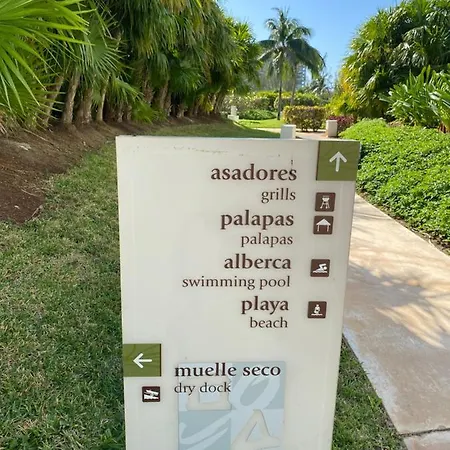 asadores
grills
palapas
palapas
alberca
swimming pool
playa
beach
muelle seco
dry dock